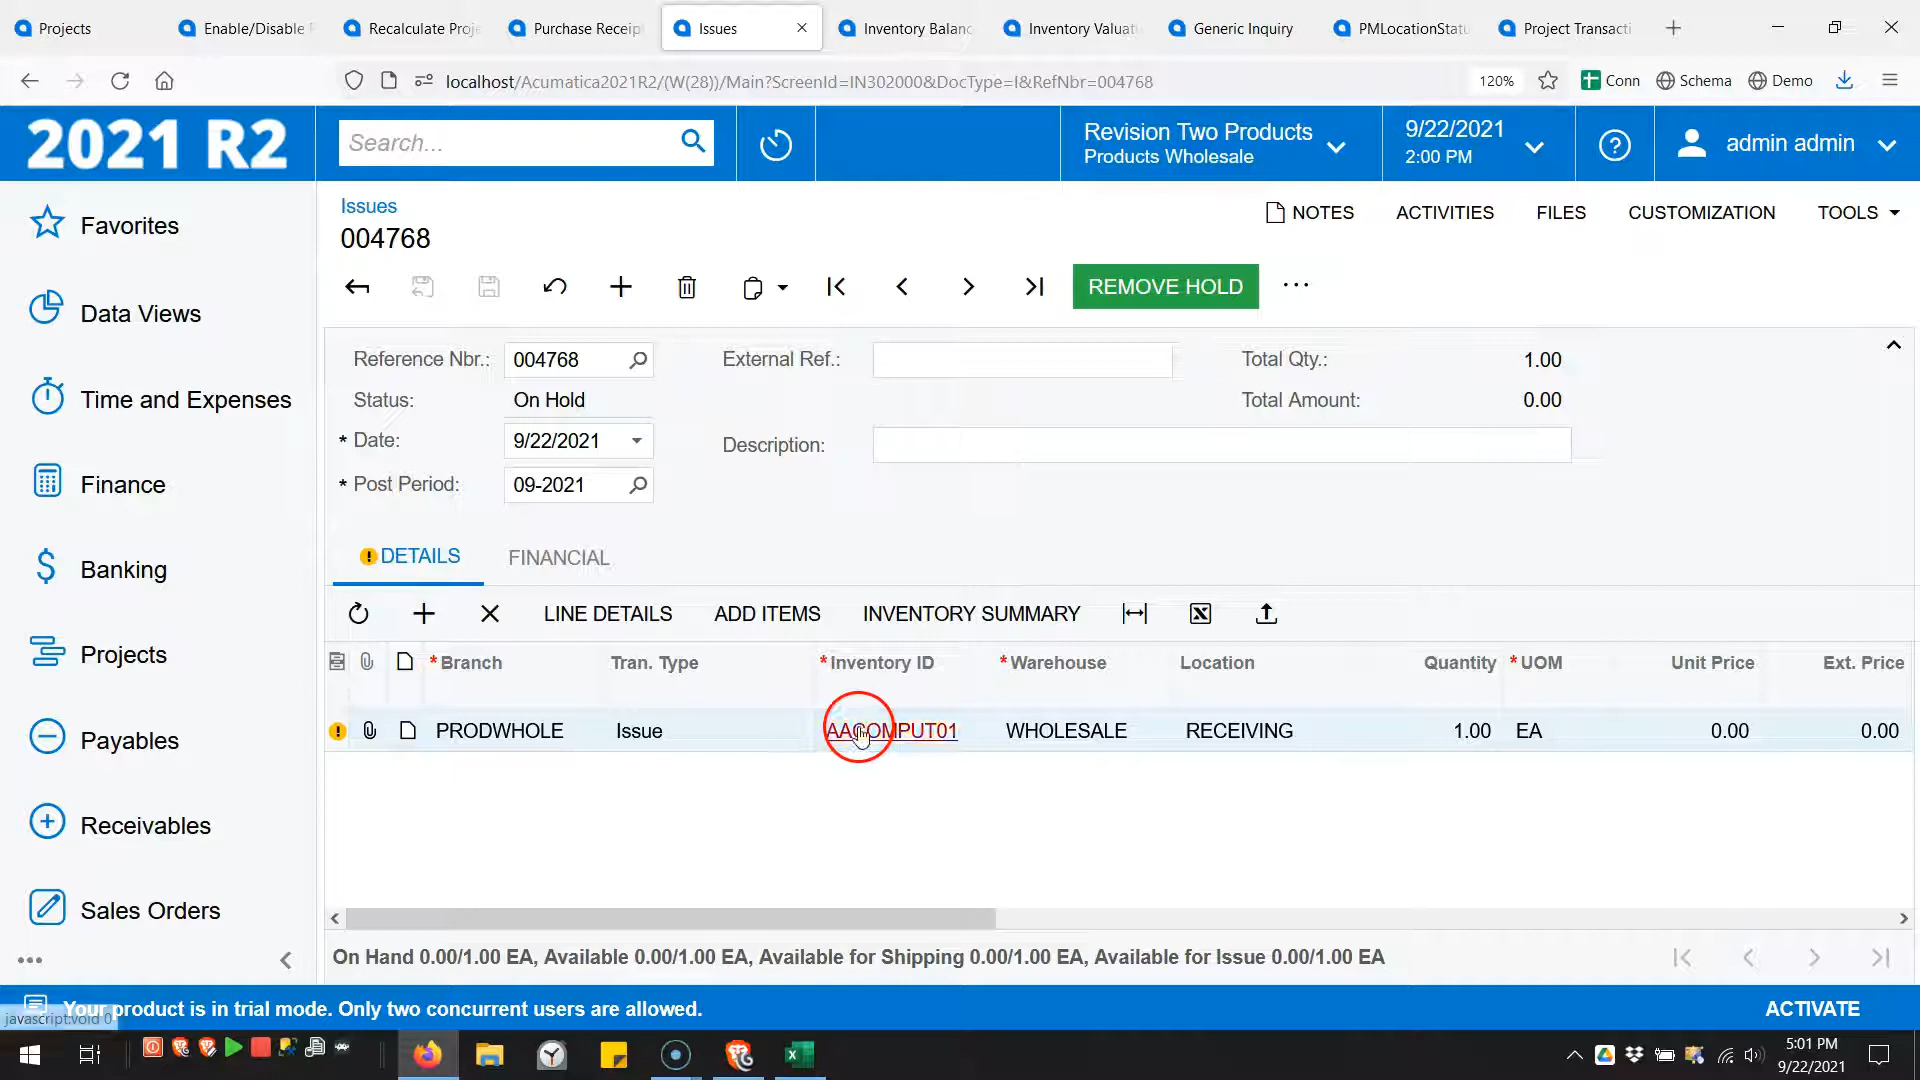 Projects
Enable/Disable
Recalculate Proje
Purchase Receip
Issues
Inventory Balanc
Inventory Valuat
Generic Inquiry
PMLocationStatu
Project Transacti
localhost/Acumatica2021R2/(W(28))/Main?ScreenId=IN302000&DocType=I&RefNbr=004768
120%
Conn
Schema
Demo
2021 R2
Search...
Revision Two Products
Products Wholesale
9/22/2021
2:00 PM
admin admin
Favorites
Data Views
Time and Expenses
Finance
Banking
Projects
Payables
Receivables
Sales Orders
Issues
004768
NOTES
ACTIVITIES
FILES
CUSTOMIZATION
TOOLS
REMOVE HOLD
Reference Nbr.: 004768
External Ref.:
Total Qty.: 1.00
Status: On Hold
Total Amount: 0.00
* Date: 9/22/2021
Description:
* Post Period: 09-2021
DETAILS
FINANCIAL
LINE DETAILS
ADD ITEMS
INVENTORY SUMMARY
*Branch Tran. Type *Inventory ID *Warehouse Location Quantity *UOM Unit Price Ext. Price
PRODWHOLE Issue AACOMPUT01 WHOLESALE RECEIVING 1.00 EA 0.00 0.00
On Hand 0.00/1.00 EA, Available 0.00/1.00 EA, Available for Shipping 0.00/1.00 EA, Available for Issue 0.00/1.00 EA
Your product is in trial mode. Only two concurrent users are allowed.
ACTIVATE
javascript:void 0
5:01 PM
9/22/2021